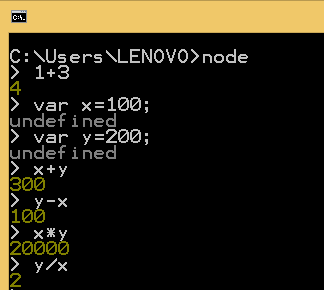 C:\.
C:\Users\LENOVO>node
> 1+3
4
> var x=100;
undefined
> var y=200;
undefined
> x+y
300
> y-x
100
> x*y
20000
> y/x
2